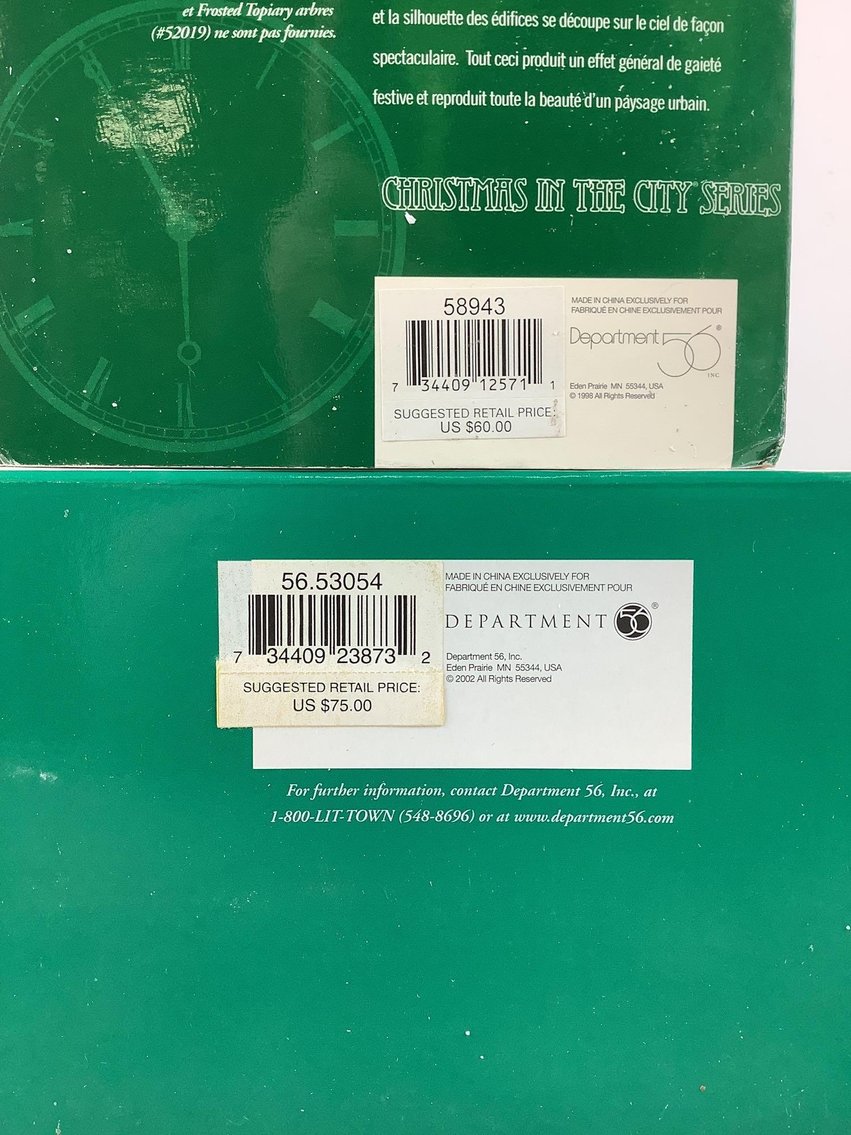 et Frosted Topiary arbres
(#52019) ne sont pas fournies.
et la silhouette des édifices se découpe sur le ciel de façon
spectaculaire. Tout ceci produit un effet général de gaieté
festive et reproduit toute la beauté d'un paysage urbain.
CHRISTMAS IN THE CITY® SERIES
58943
7 34409 12571 1
SUGGESTED RETAIL PRICE:
US $60.00
MADE IN CHINA EXCLUSIVELY FOR
FABRIQUÉ EN CHINE EXCLUSIVEMENT POUR
Department 56®
INC.
Eden Prairie MN 55344, USA
© 1998 All Rights Reserved
56.53054
7 34409 23873 2
SUGGESTED RETAIL PRICE:
US $75.00
MADE IN CHINA EXCLUSIVELY FOR
FABRIQUÉ EN CHINE EXCLUSIVEMENT POUR
DEPARTMENT 56®
Department 56, Inc.
Eden Prairie MN 55344, USA
© 2002 All Rights Reserved
For further information, contact Department 56, Inc., at
1-800-LIT-TOWN (548-8696) or at www.department56.com